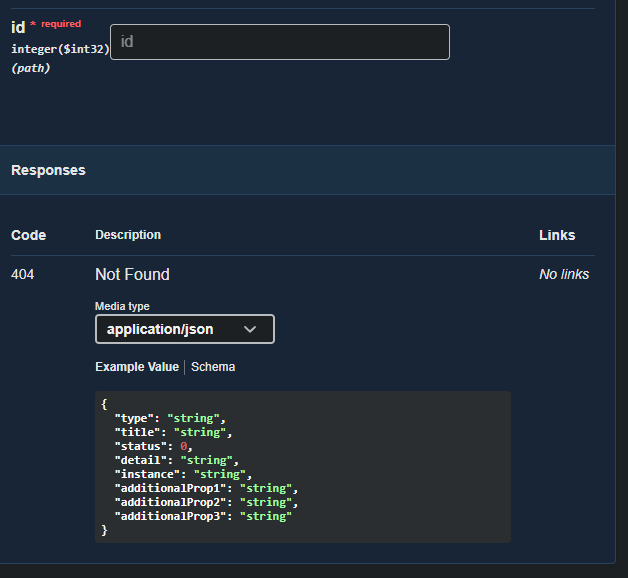 id * required
integer($int32)
(path)
id
Responses
Code Description Links
404 Not Found No links
Media type
application/json
Example Value Schema
{
  "type": "string",
  "title": "string",
  "status": 0,
  "detail": "string",
  "instance": "string",
  "additionalProp1": "string",
  "additionalProp2": "string",
  "additionalProp3": "string"
}